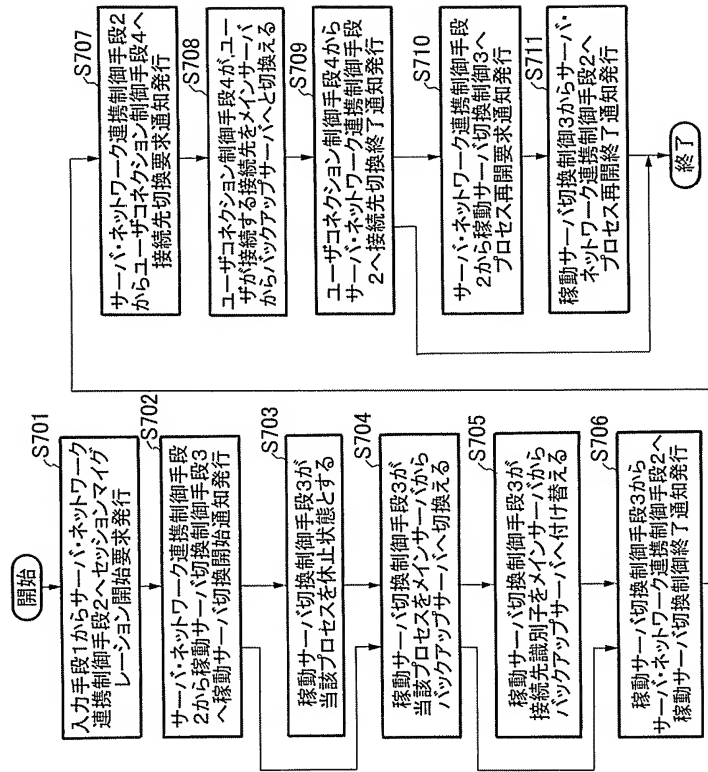 開始
S701
入力手段1からサーバ・ネットワーク
連携制御手段2へセッションマイグ
レーション開始要求発行
S702
サーバ・ネットワーク連携制御手段
2から稼動サーバ切換制御手段3
へ稼動サーバ切換開始通知発行
S703
稼動サーバ切換制御手段3が
当該プロセスを休止状態とする
S704
稼動サーバ切換制御手段3が
当該プロセスをメインサーバから
バックアップサーバへ切換える
S705
稼動サーバ切換制御手段3が
接続先識別子をメインサーバから
バックアップサーバへ付け替える
S706
稼動サーバ切換制御手段3から
サーバ・ネットワーク連携制御手段2へ
稼動サーバ切換制御終了通知発行
S707
サーバ・ネットワーク連携制御手段2
からユーザコネクション制御手段4へ
接続先切換要求通知発行
S708
ユーザコネクション制御手段4が、ユー
ザが接続する接続先をメインサーバ
からバックアップサーバへと切換える
S709
ユーザコネクション制御手段4から
サーバ・ネットワーク連携制御手段
2へ接続先切換終了通知発行
S710
サーバ・ネットワーク連携制御手段
2から稼動サーバ切換制御3へ
プロセス再開要求通知発行
S711
稼動サーバ切換制御3からサーバ・
ネットワーク連携制御手段2へ
プロセス再開終了通知発行
終了